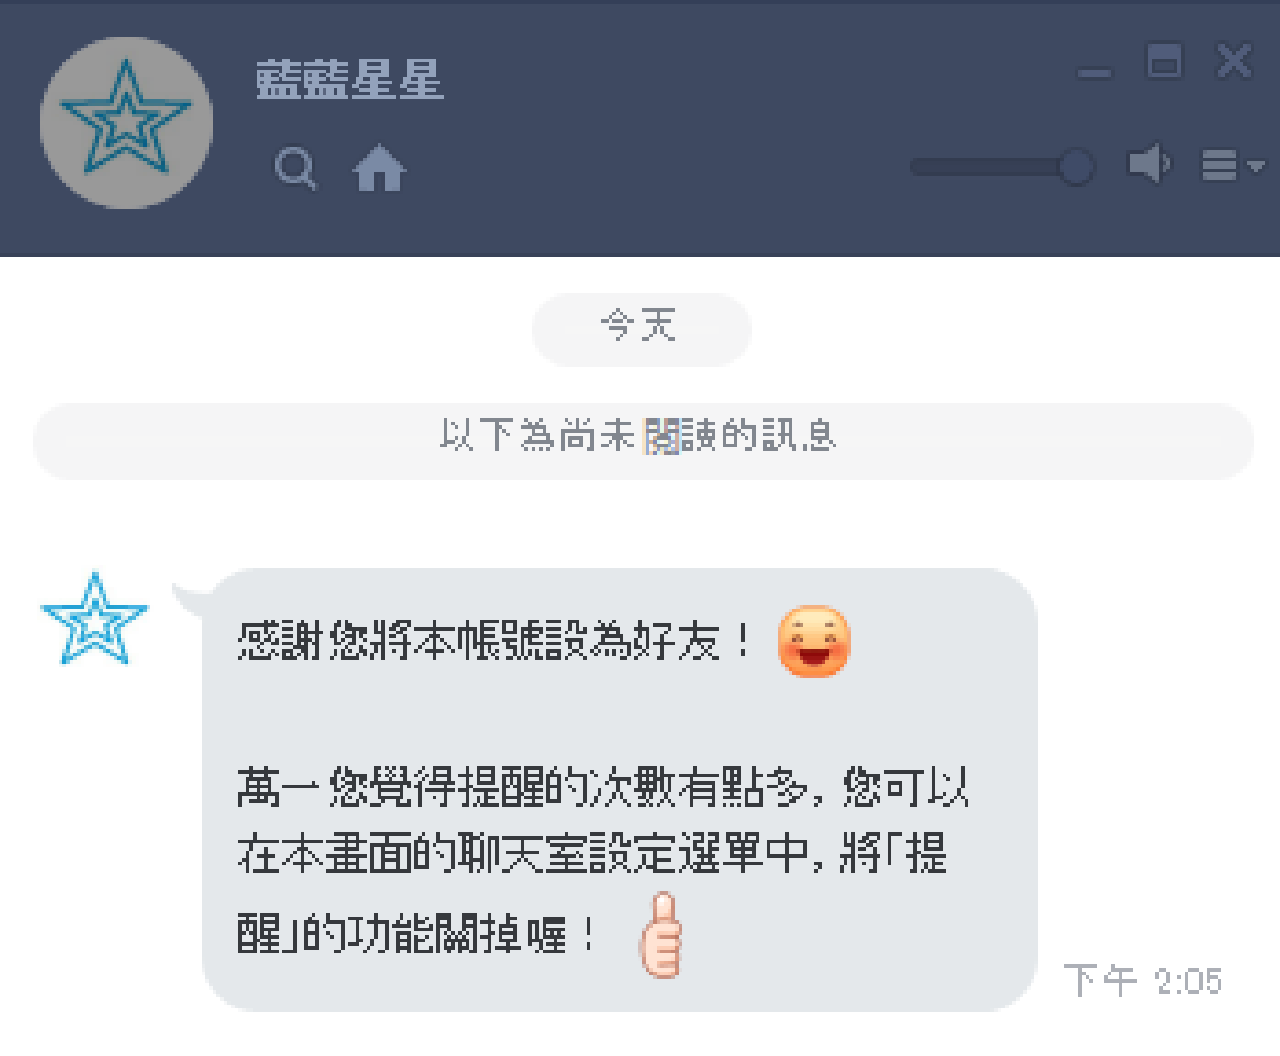 藍藍星星
今天
以下為尚未閱讀的訊息
感謝您將本帳號設為好友！
萬一您覺得提醒的次數有點多，您可以
在本畫面的聊天室設定選單中，將「提
醒」的功能關掉喔！
下午 2:05